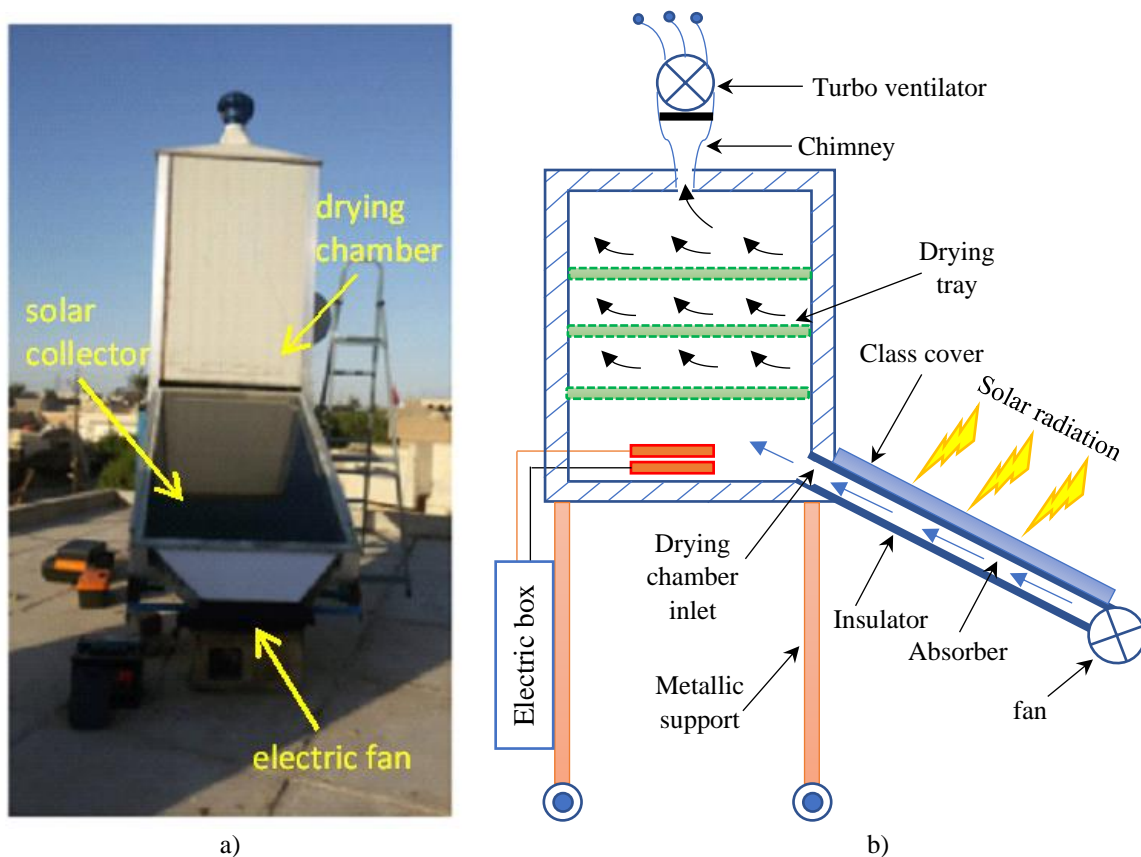 drying
chamber
solar
collector
electric fan
a)
Turbo ventilator
Chimney
Drying
tray
Class cover
Solar radiation
Drying
chamber
inlet
Insulator
Absorber
fan
Metallic
support
Electric box
b)